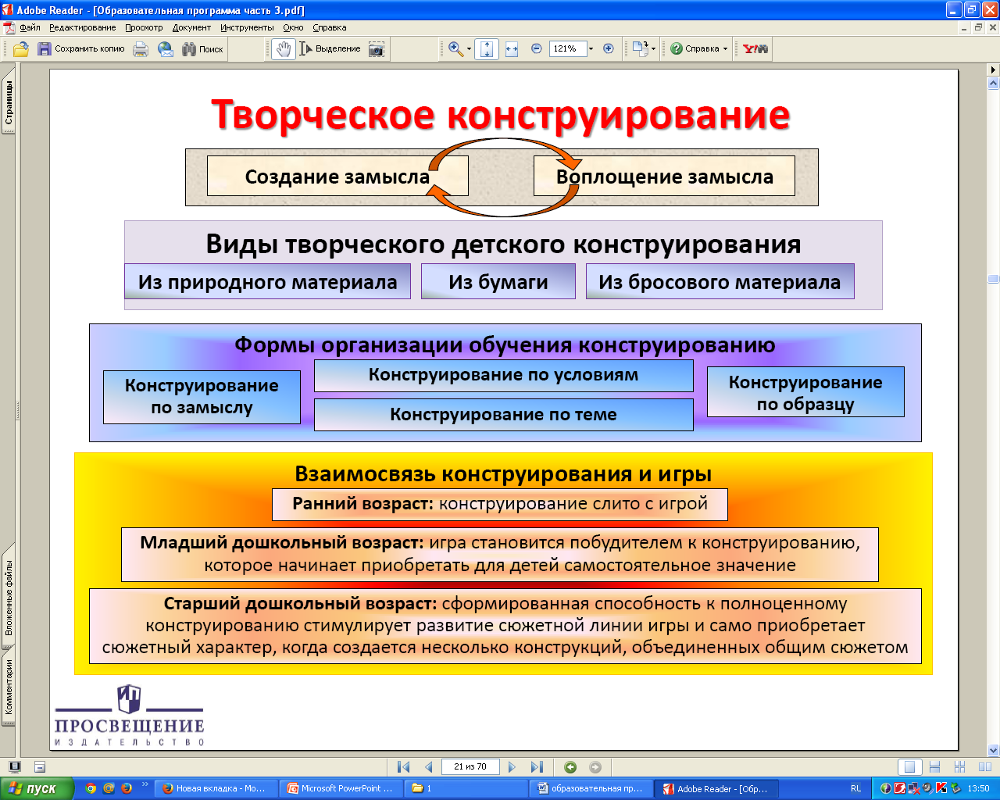 Adobe Reader - [Образовательная программа часть 3.pdf]
Файл Редактирование Просмотр Документ Инструменты Окно Справка
Сохранить копию Поиск Выделение 121% Справка Y!
Страницы
Вложенные файлы
Комментарии
Творческое конструирование
Создание замысла Воплощение замысла
Виды творческого детского конструирования
Из природного материала Из бумаги Из бросового материала
Формы организации обучения конструированию
Конструирование
по замыслу
Конструирование по условиям
Конструирование по теме
Конструирование
по образцу
Взаимосвязь конструирования и игры
Ранний возраст: конструирование слито с игрой
Младший дошкольный возраст: игра становится побудителем к конструированию,
которое начинает приобретать для детей самостоятельное значение
Старший дошкольный возраст: сформированная способность к полноценному
конструированию стимулирует развитие сюжетной линии игры и само приобретает
сюжетный характер, когда создается несколько конструкций, объединенных общим сюжетом
ИП
ПРОСВЕЩЕНИЕ
ИЗДАТЕЛЬСТВО
21 из 70
пуск » Новая вкладка - Mo... Microsoft PowerPoint ... 1 образовательная пр... Adobe Reader - [Обр... RL 13:50